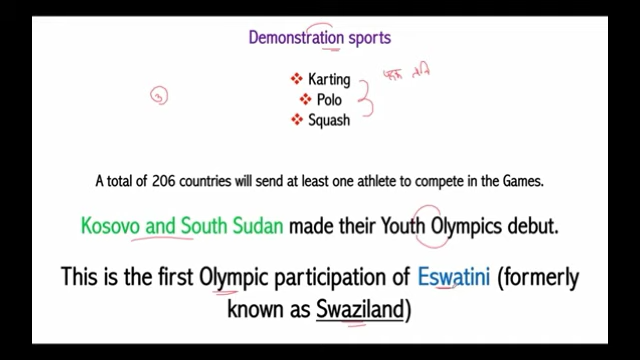 Demonstration sports
Karting
Polo
Squash
3
A total of 206 countries will send at least one athlete to compete in the Games.
Kosovo and South Sudan made their Youth Olympics debut.
This is the first Olympic participation of Eswatini (formerly
known as Swaziland)